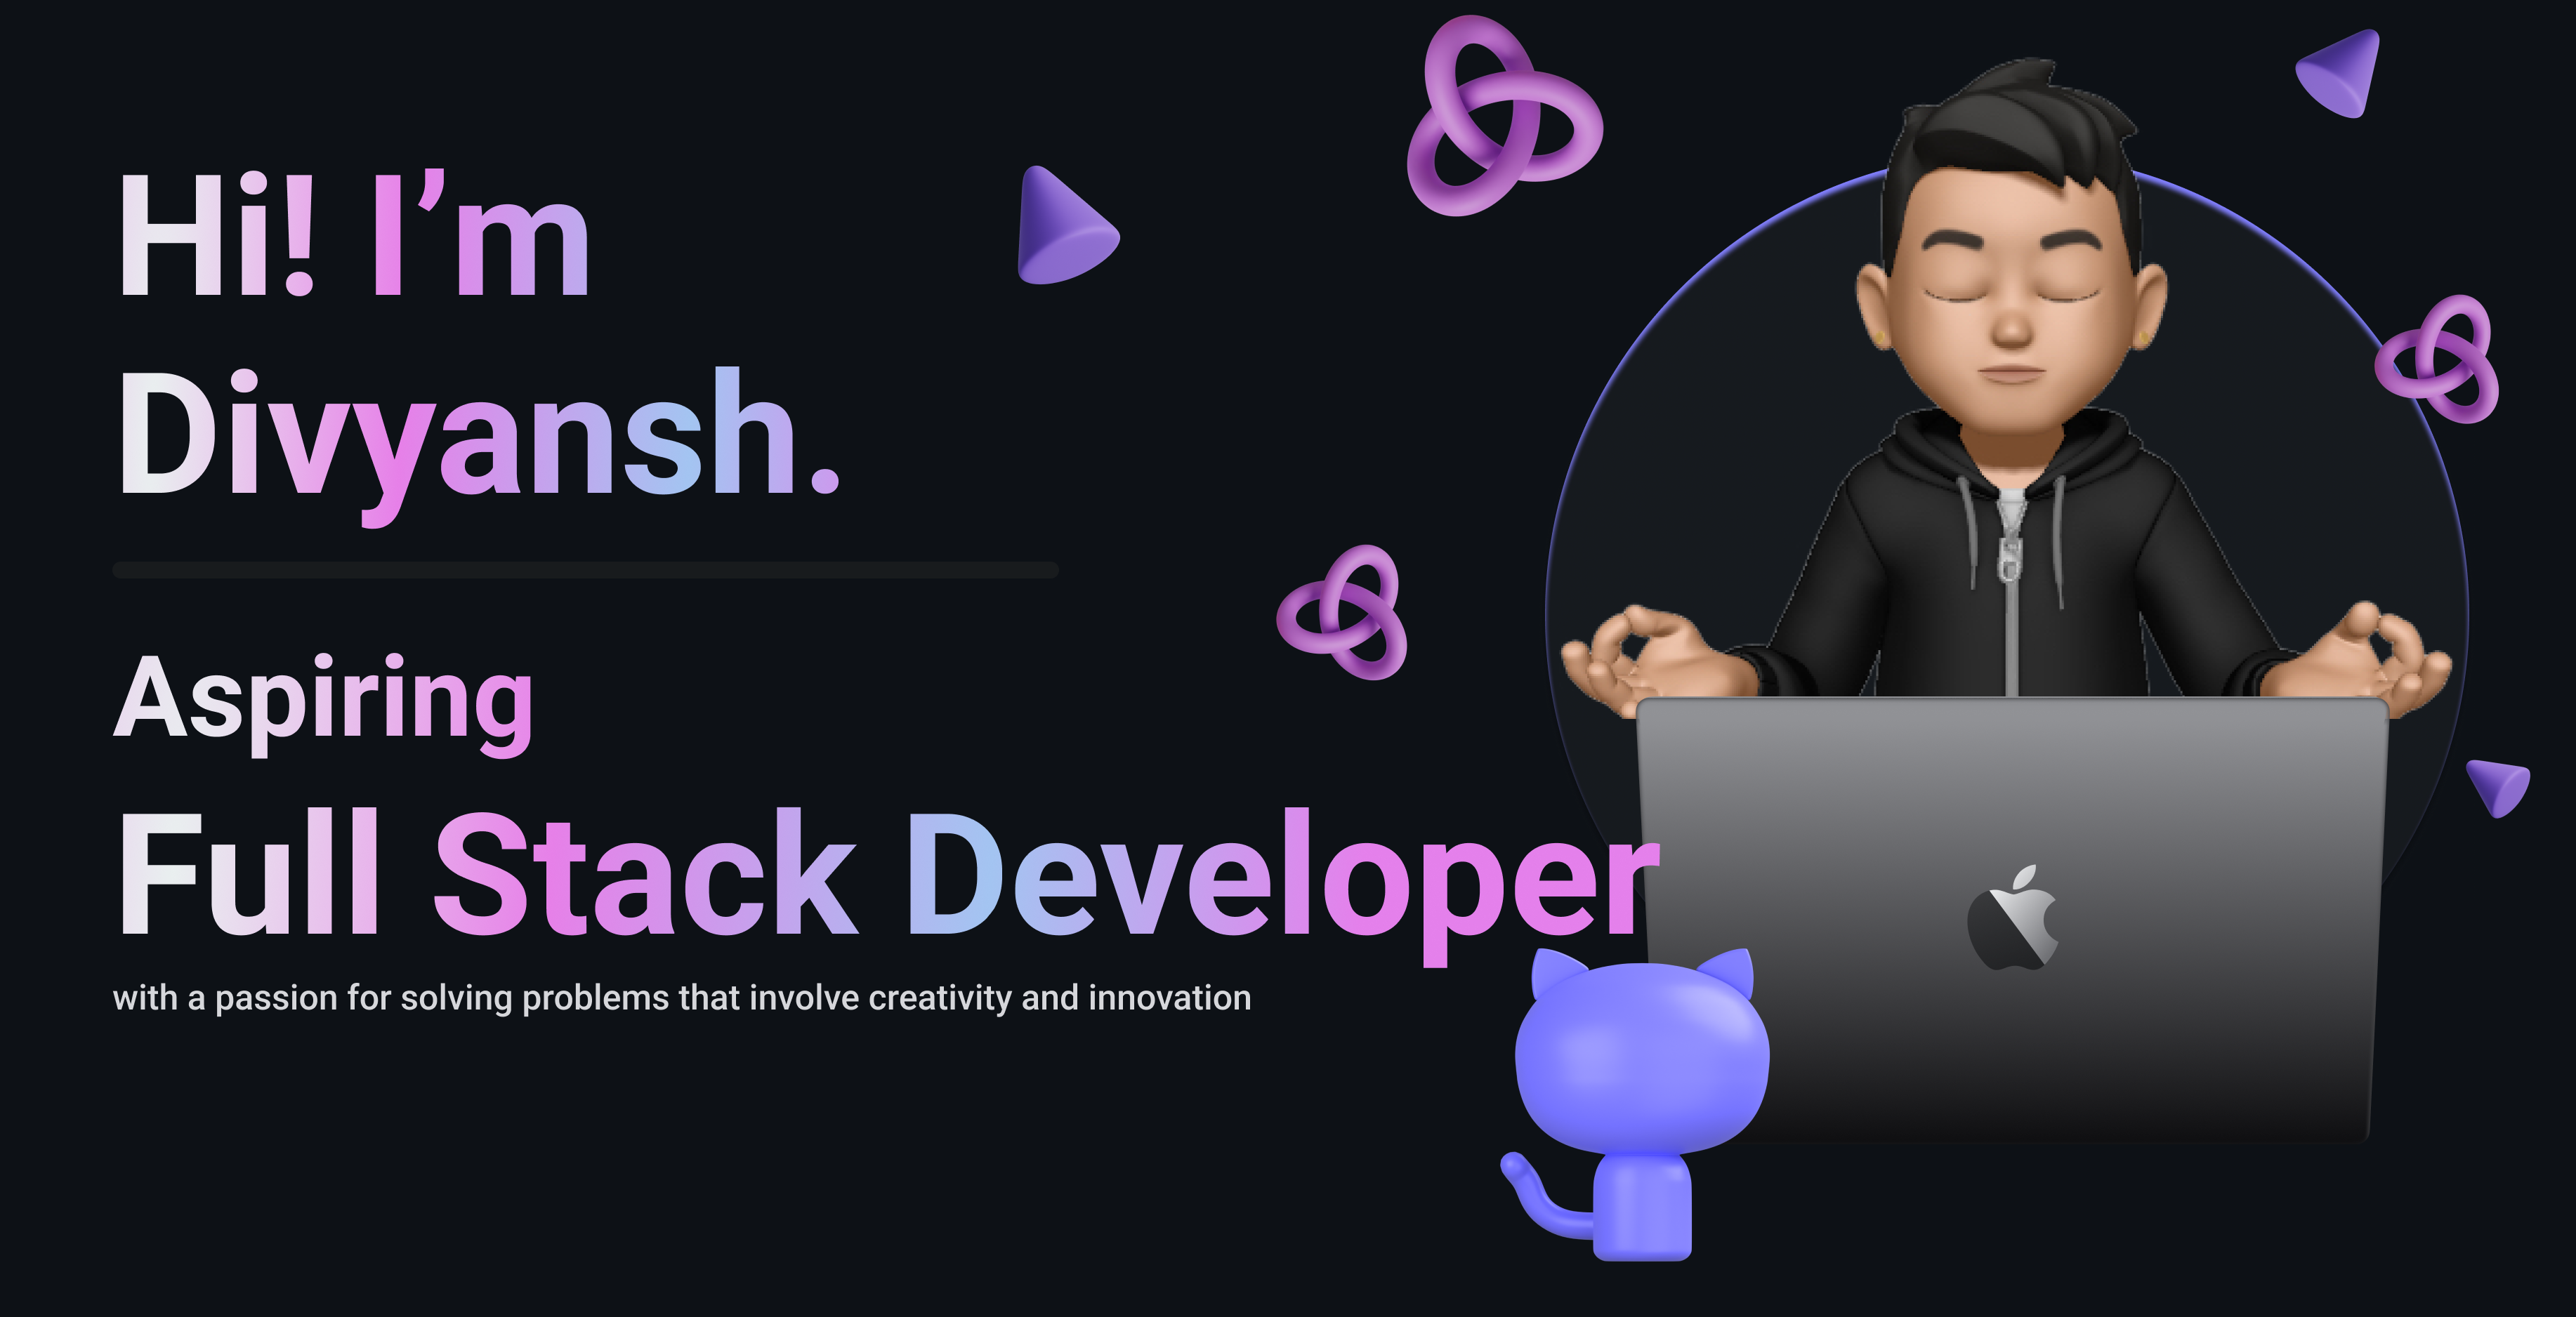 Hi! I’m
Divyansh.
Aspiring
Full Stack Developer
with a passion for solving problems that involve creativity and innovation